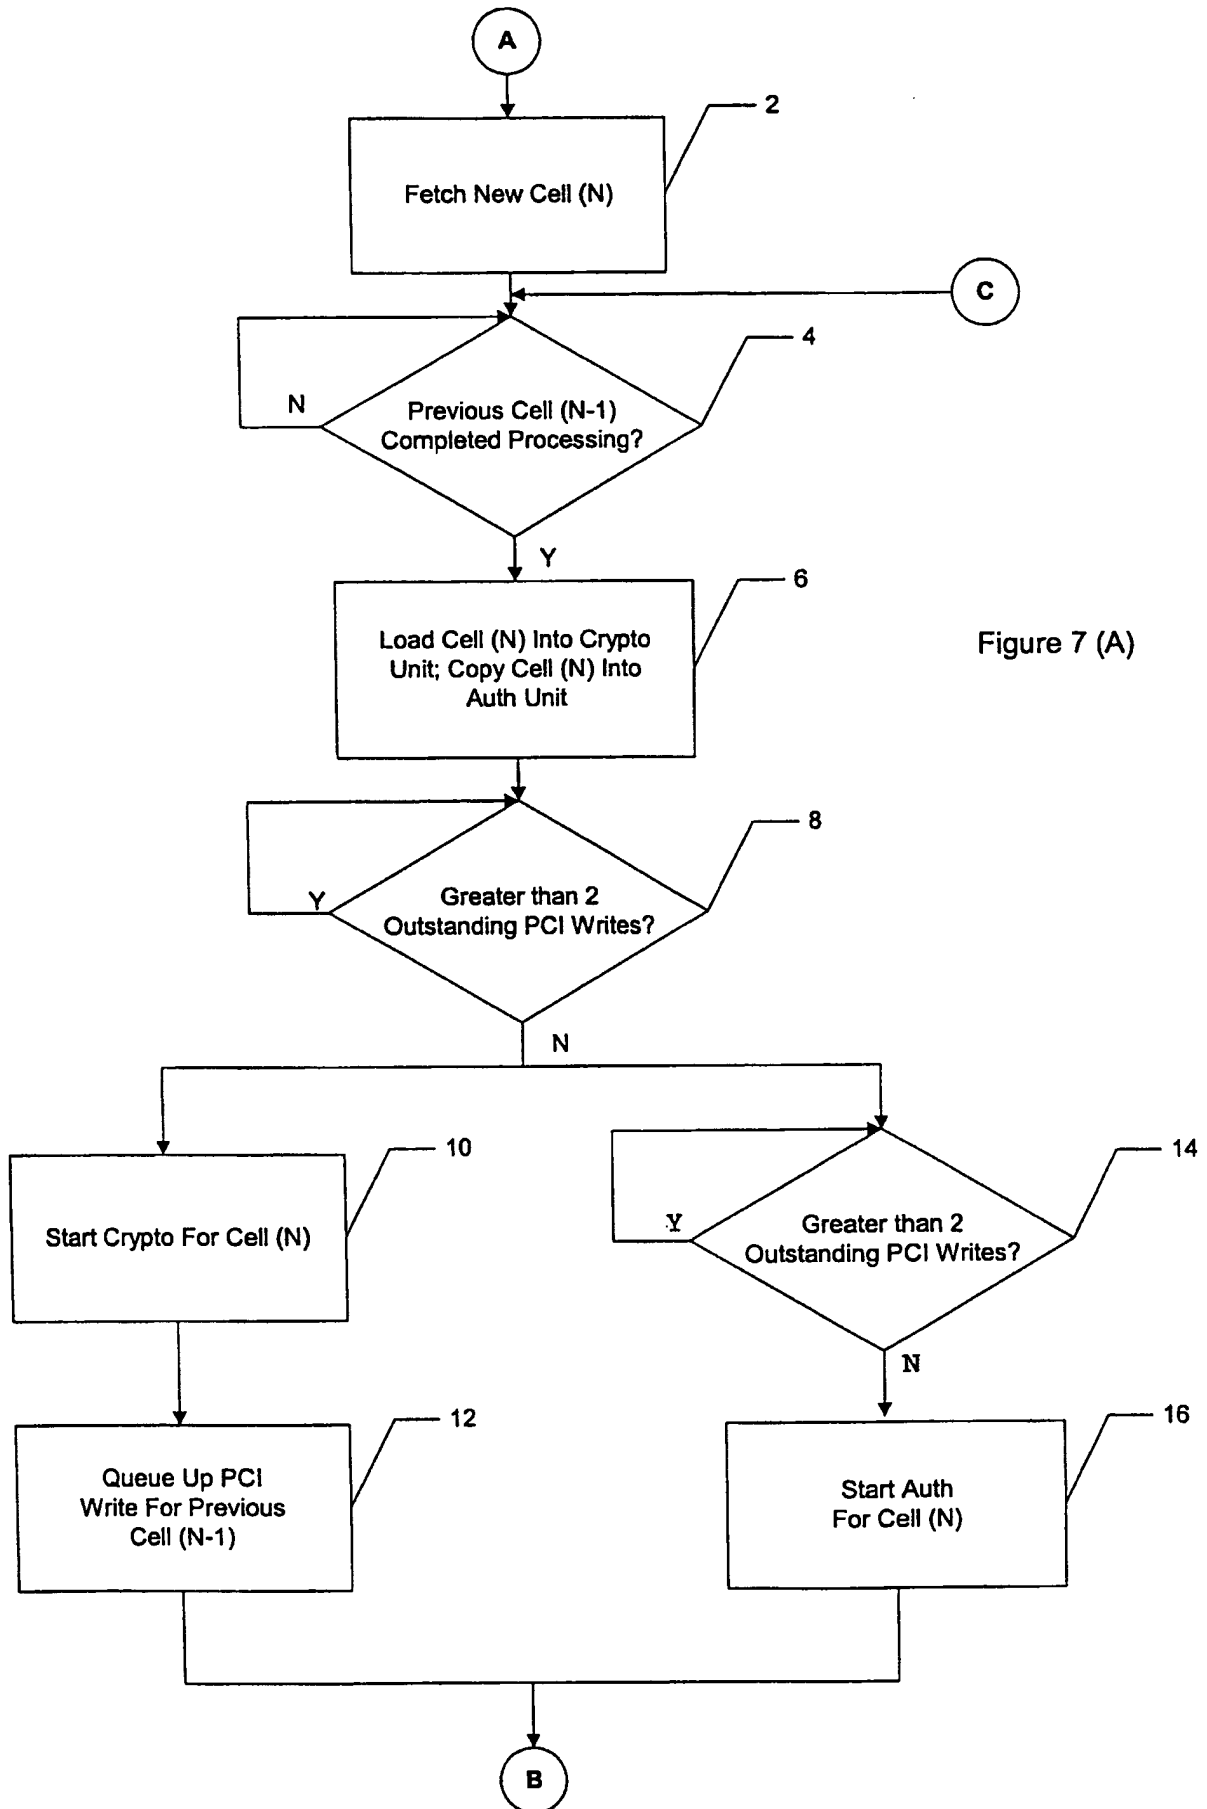 A
2
Fetch New Cell (N)
C
4
N
Previous Cell (N-1)
Completed Processing?
Y
6
Load Cell (N) Into Crypto
Unit; Copy Cell (N) Into
Auth Unit
Figure 7 (A)
8
Y
Greater than 2
Outstanding PCI Writes?
N
10
Start Crypto For Cell (N)
14
Y
Greater than 2
Outstanding PCI Writes?
N
12
Queue Up PCI
Write For Previous
Cell (N-1)
16
Start Auth
For Cell (N)
B